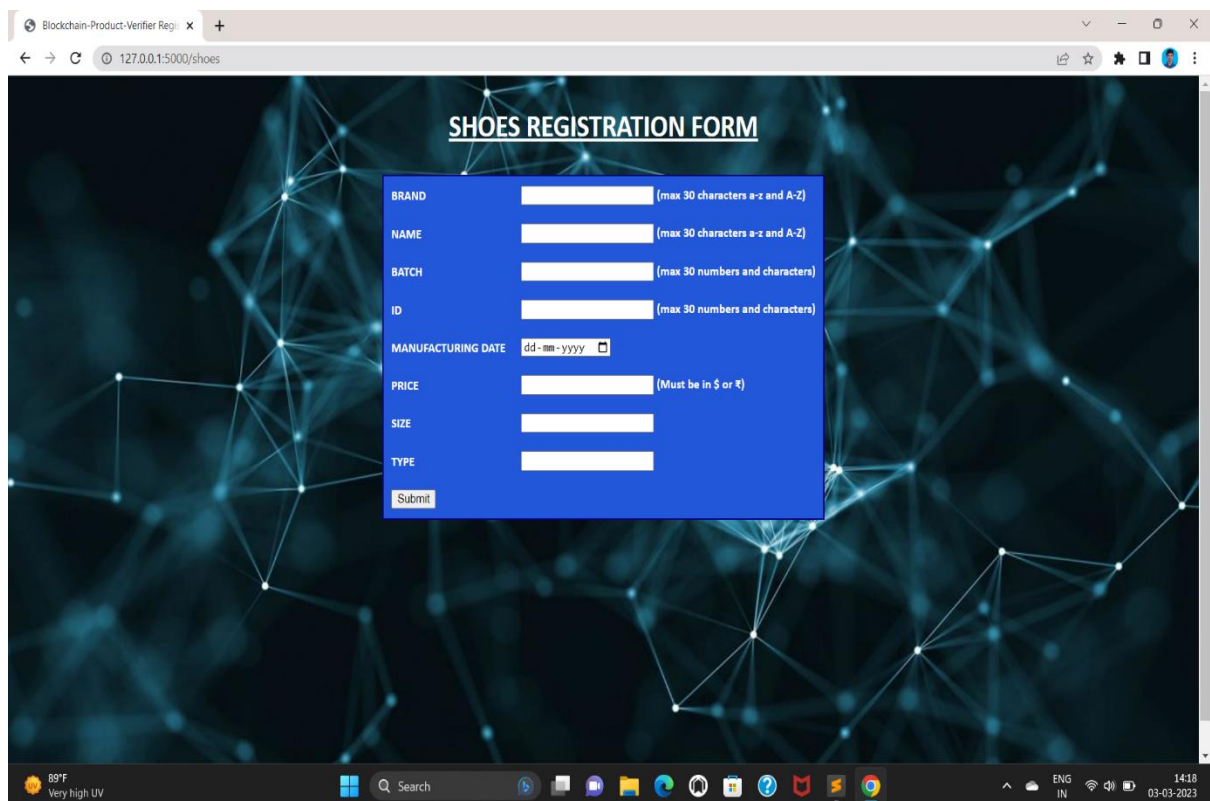 Blockchain-Product-Verifier Regi
127.0.0.1:5000/shoes
SHOES REGISTRATION FORM
BRAND (max 30 characters a-z and A-Z)
NAME (max 30 characters a-z and A-Z)
BATCH (max 30 numbers and characters)
ID (max 30 numbers and characters)
MANUFACTURING DATE dd-mm-yyyy
PRICE (Must be in $ or ₹)
SIZE
TYPE
Submit
89°F
Very high UV
Search
ENG
IN
14:18
03-03-2023